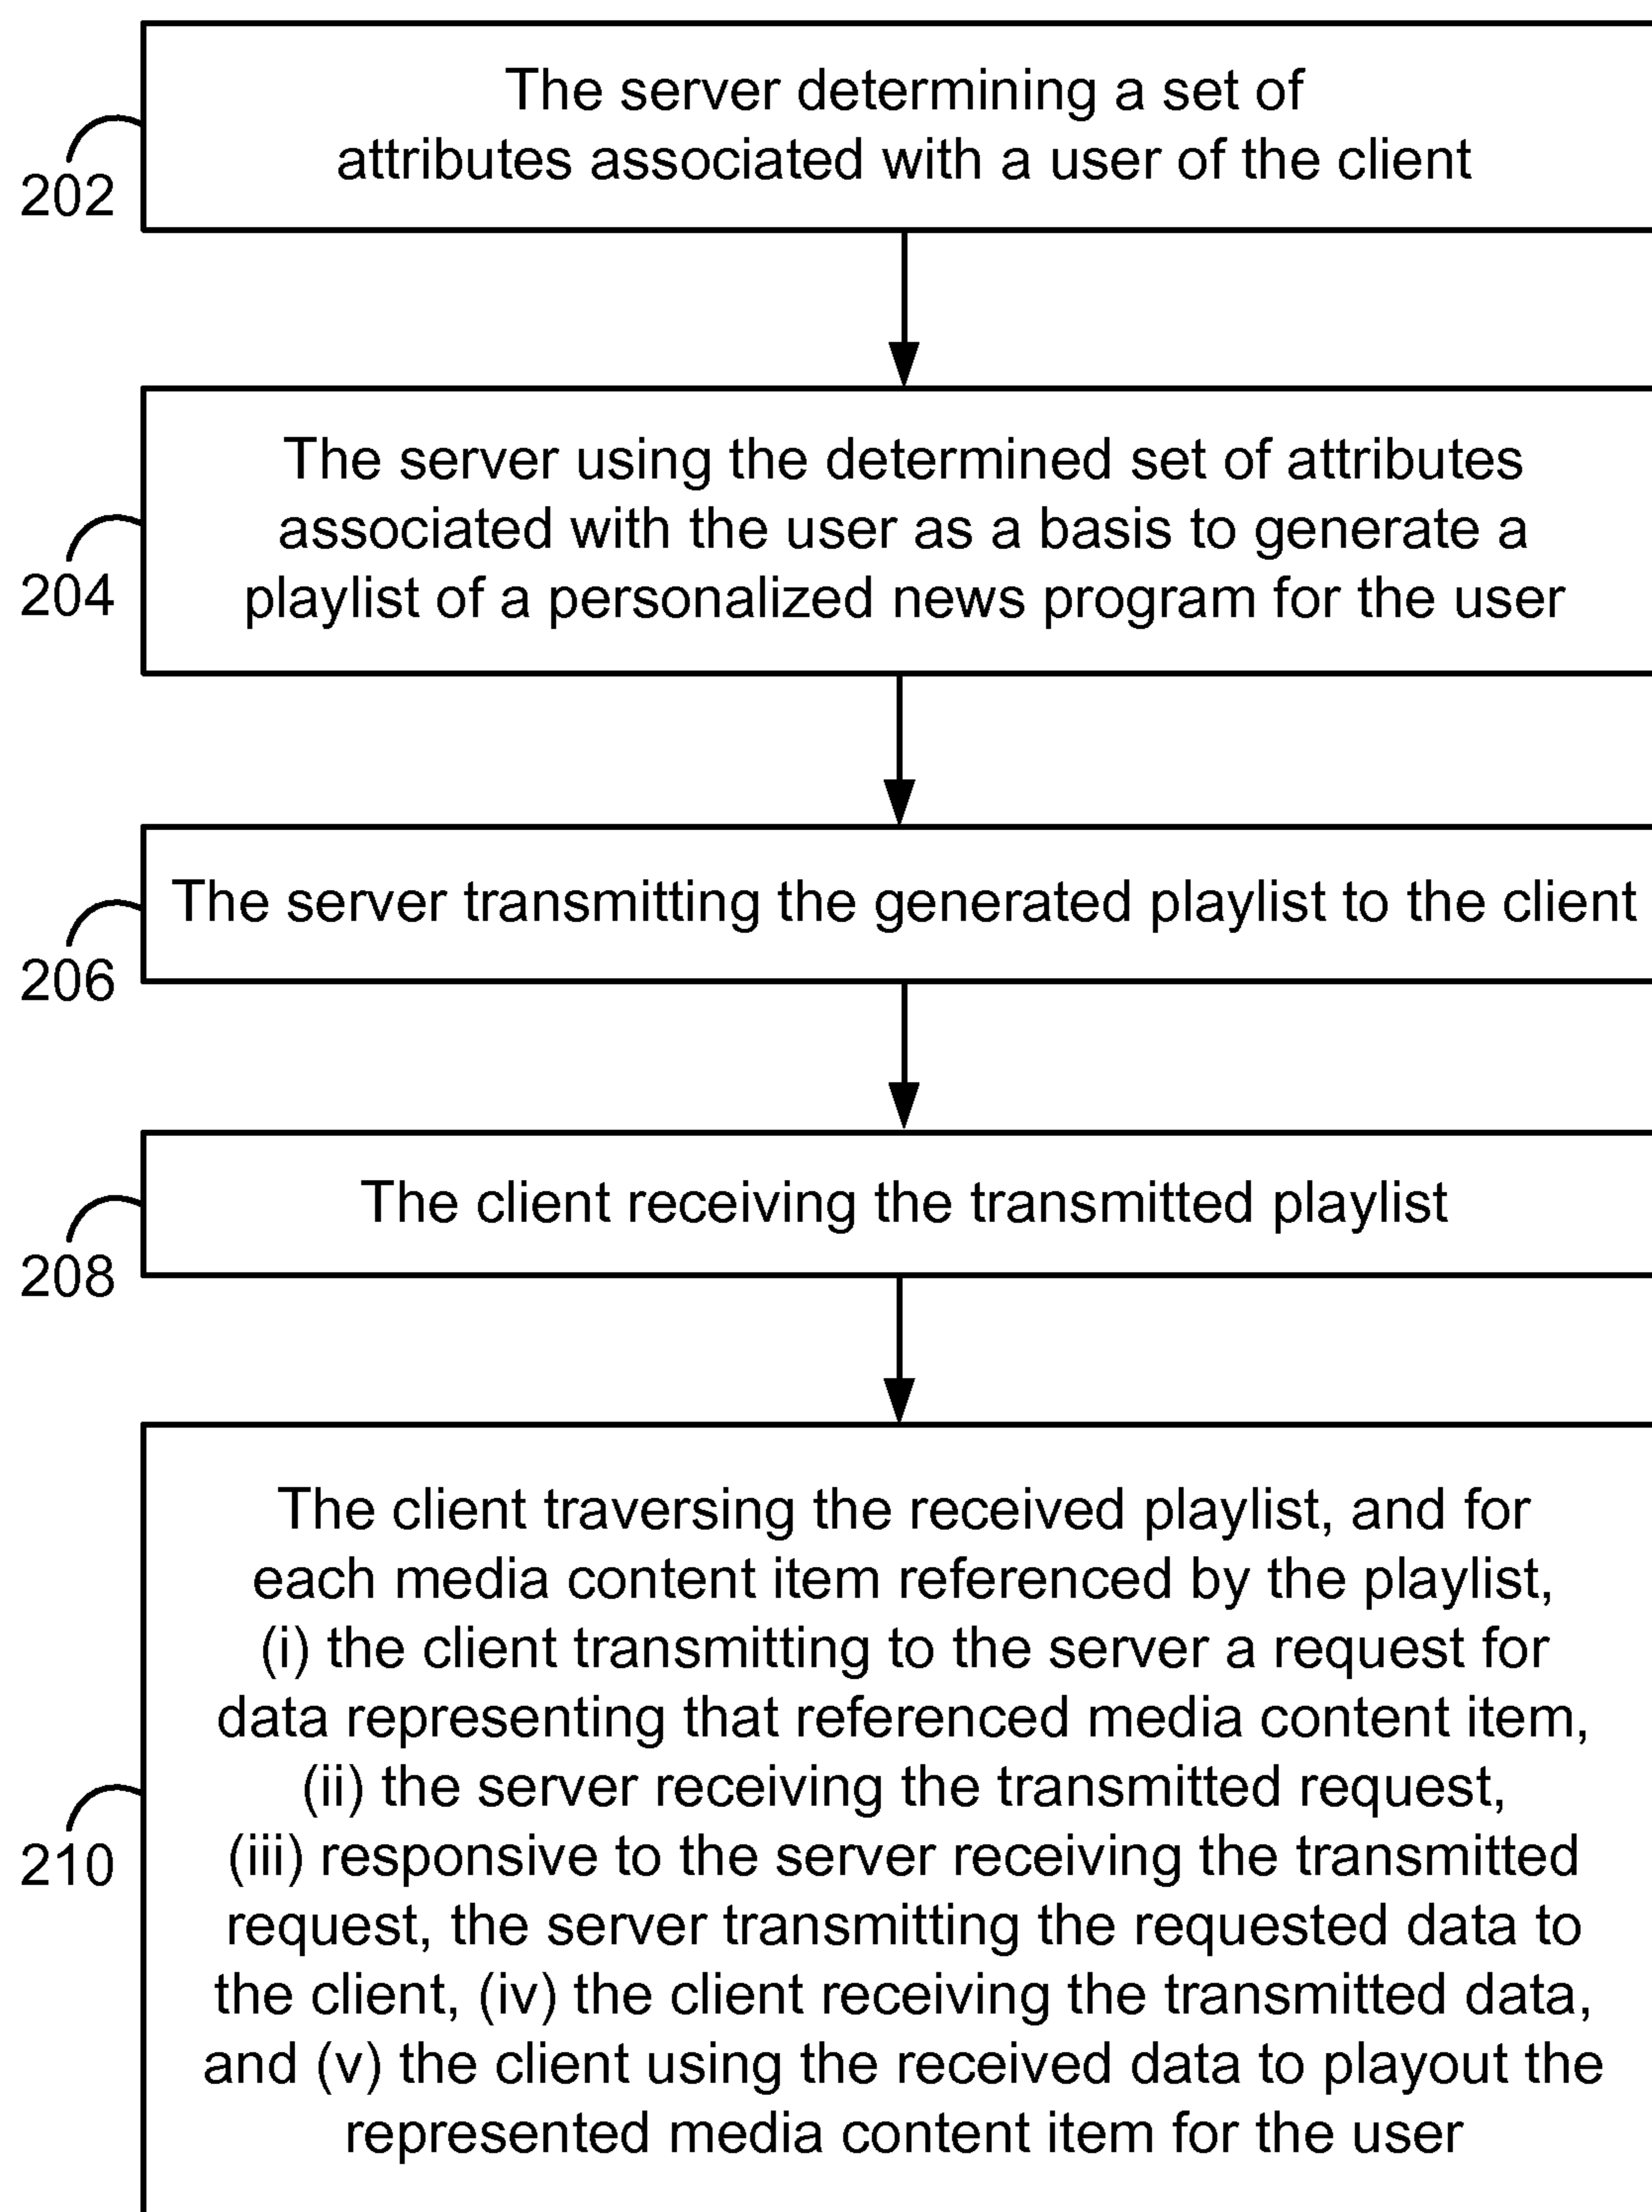 The server determining a set of
attributes associated with a user of the client
202
The server using the determined set of attributes
associated with the user as a basis to generate a
playlist of a personalized news program for the user
204
The server transmitting the generated playlist to the client
206
The client receiving the transmitted playlist
208
The client traversing the received playlist, and for
each media content item referenced by the playlist,
(i) the client transmitting to the server a request for
data representing that referenced media content item,
(ii) the server receiving the transmitted request,
(iii) responsive to the server receiving the transmitted
request, the server transmitting the requested data to
the client, (iv) the client receiving the transmitted data,
and (v) the client using the received data to playout the
represented media content item for the user
210